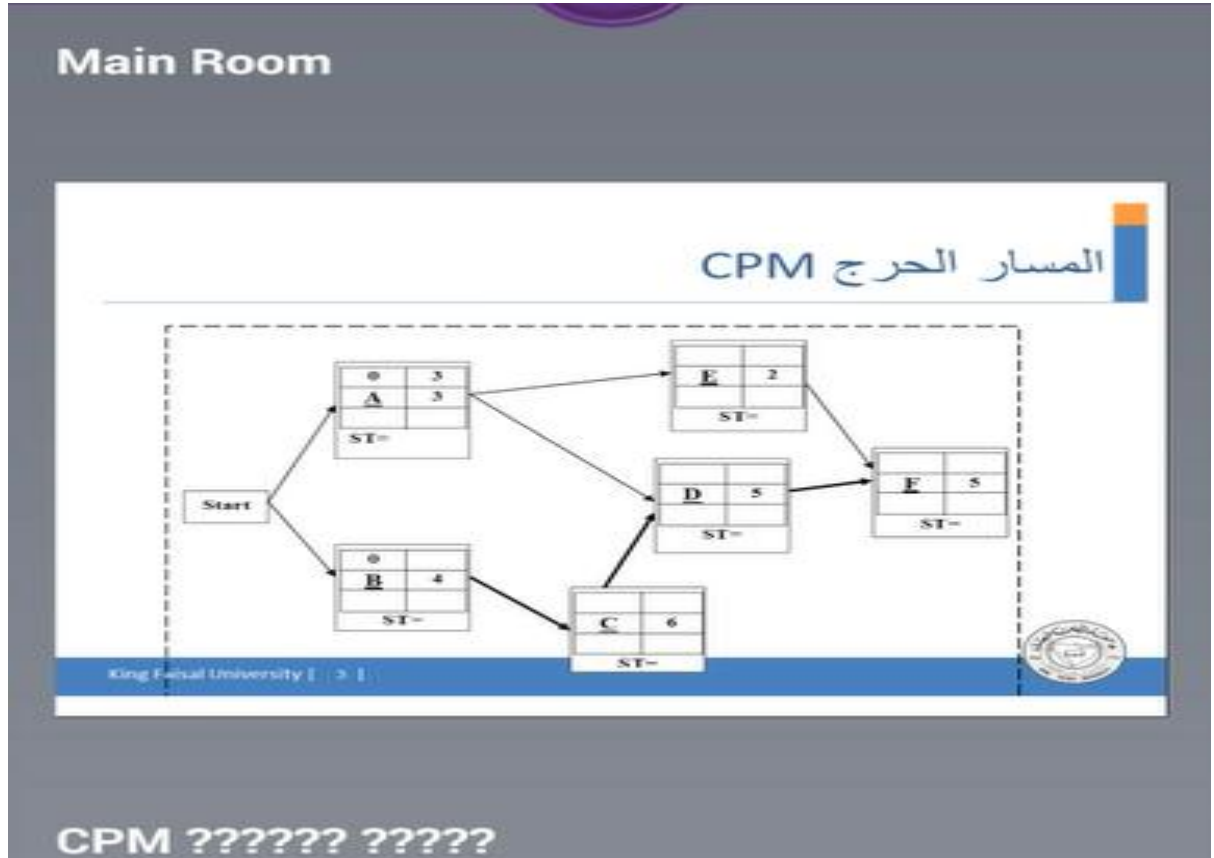 Main Room
المسار الحرج CPM
0 3
A 3
ST=
E 2
ST=
Start
D 5
ST=
F 5
ST=
0
B 4
ST=
C 6
ST=
King Faisal University [ 3 ]
CPM ?????? ?????